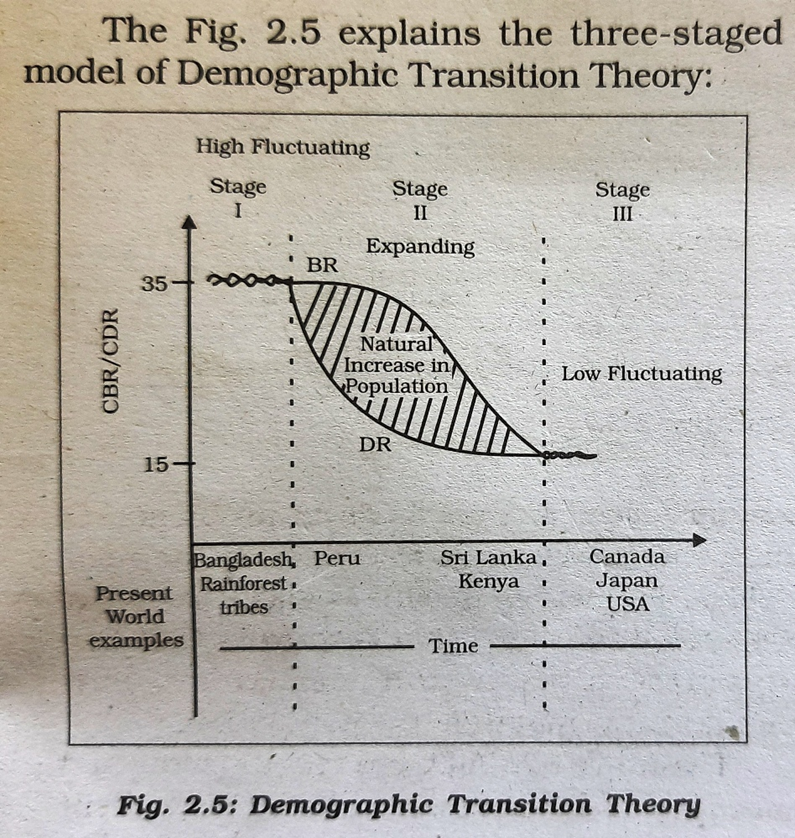 The Fig. 2.5 explains the three-staged
model of Demographic Transition Theory:
High Fluctuating
Stage
I
Stage
II
Stage
III
Expanding
BR
35
CBR/CDR
Natural
Increase in
Population
Low Fluctuating
DR
15
Bangladesh
Rainforest
tribes
Peru
Sri Lanka
Kenya
Canada
Japan
USA
Present
World
examples
Time
Fig. 2.5: Demographic Transition Theory